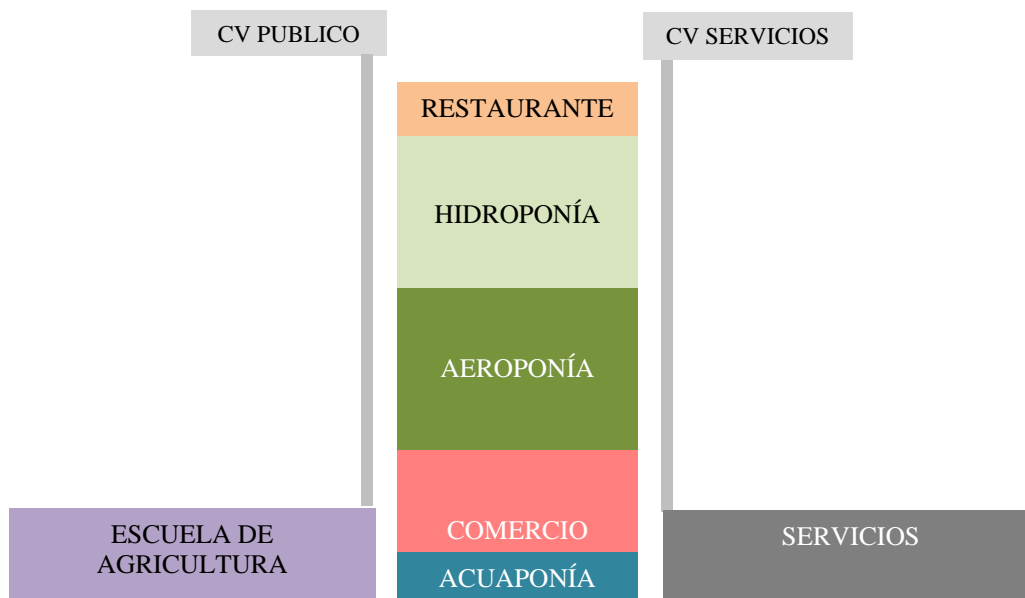 CV PUBLICO
CV SERVICIOS
RESTAURANTE
HIDROPONÍA
AEROPONÍA
COMERCIO
ESCUELA DE
AGRICULTURA
SERVICIOS
ACUAPONÍA